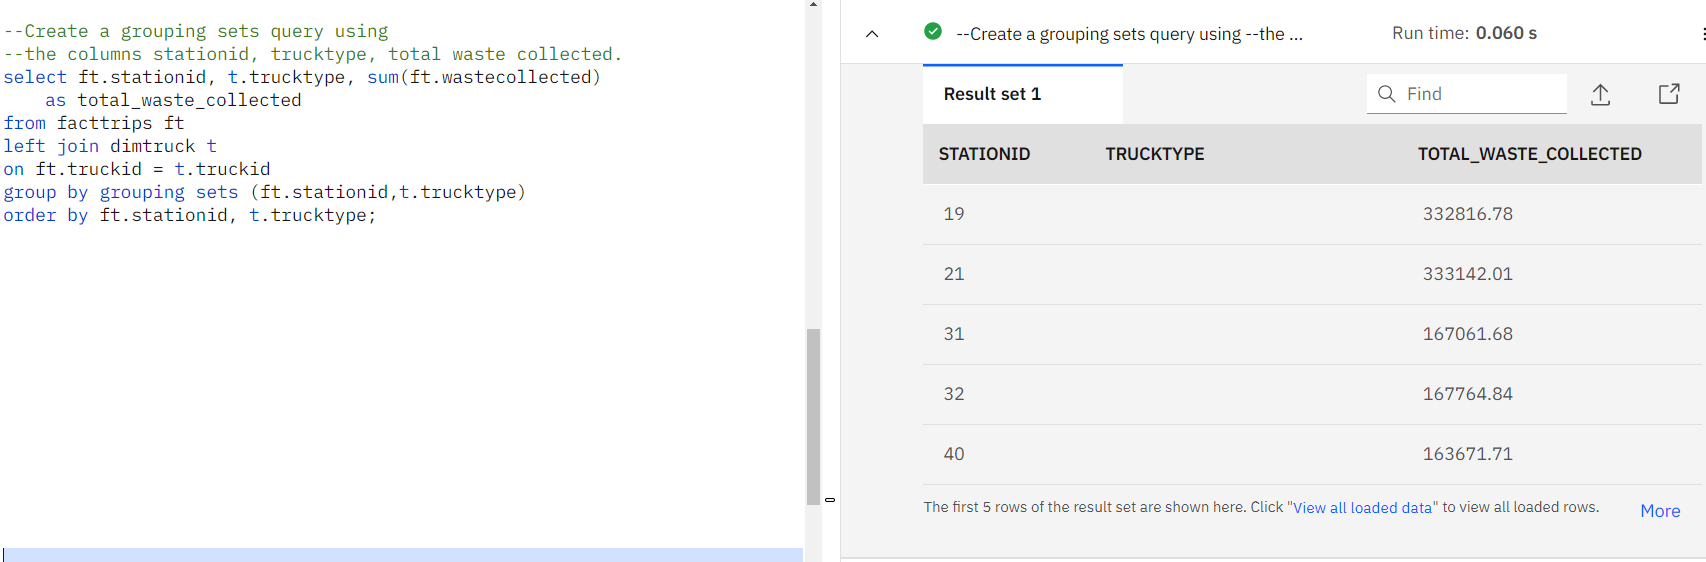 --Create a grouping sets query using
--the columns stationid, trucktype, total waste collected.
select ft.stationid, t.trucktype, sum(ft.wastecollected)
    as total_waste_collected
from facttrips ft
left join dimtruck t
on ft.truckid = t.truckid
group by grouping sets (ft.stationid,t.trucktype)
order by ft.stationid, t.trucktype;
--Create a grouping sets query using --the ... Run time: 0.060 s
Result set 1 Find
STATIONID TRUCKTYPE TOTAL_WASTE_COLLECTED
19 332816.78
21 333142.01
31 167061.68
32 167764.84
40 163671.71
The first 5 rows of the result set are shown here. Click "View all loaded data" to view all loaded rows. More